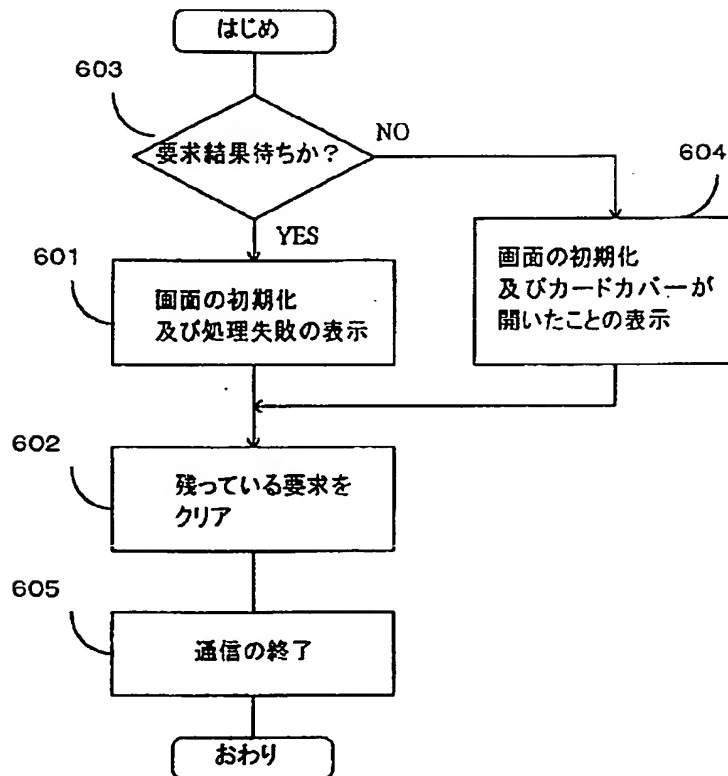 はじめ
603
要求結果待ちか？
NO
604
YES
601
画面の初期化
及び処理失敗の表示
画面の初期化
及びカードカバーが
開いたことの表示
602
残っている要求を
クリア
605
通信の終了
おわり